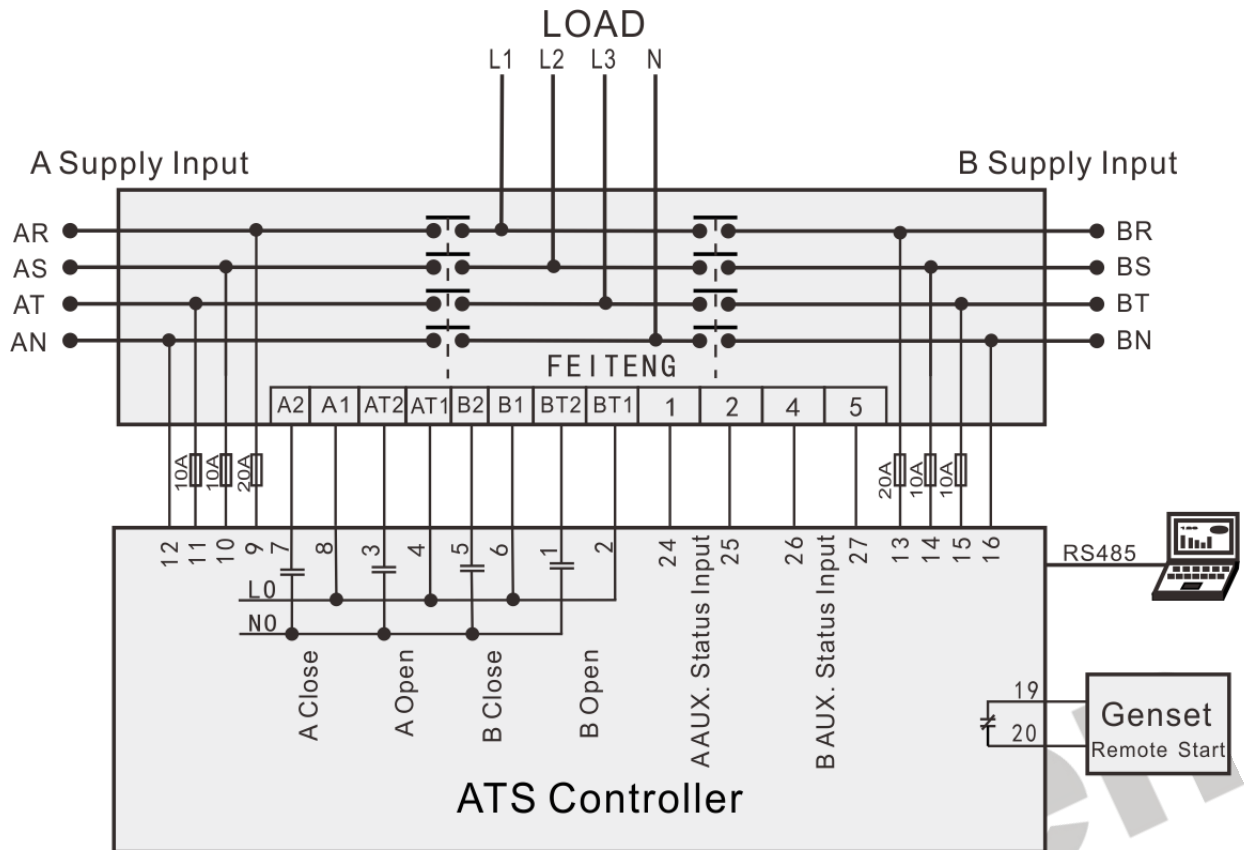 LOAD
L1 L2 L3 N
A Supply Input
B Supply Input
AR
BR
AS
BS
AT
BT
AN
BN
FEITENG
A2 A1 AT2 AT1 B2 B1 BT2 BT1 1 2 4 5
10A 10A 20A
20A 10A 10A
12 11 10 9 7 8 3 4 5 6 1 2 24 25 26 27 13 14 15 16
RS485
L0
N0
A Close
A Open
B Close
B Open
A AUX. Status Input
B AUX. Status Input
19
20
Genset
Remote Start
ATS Controller